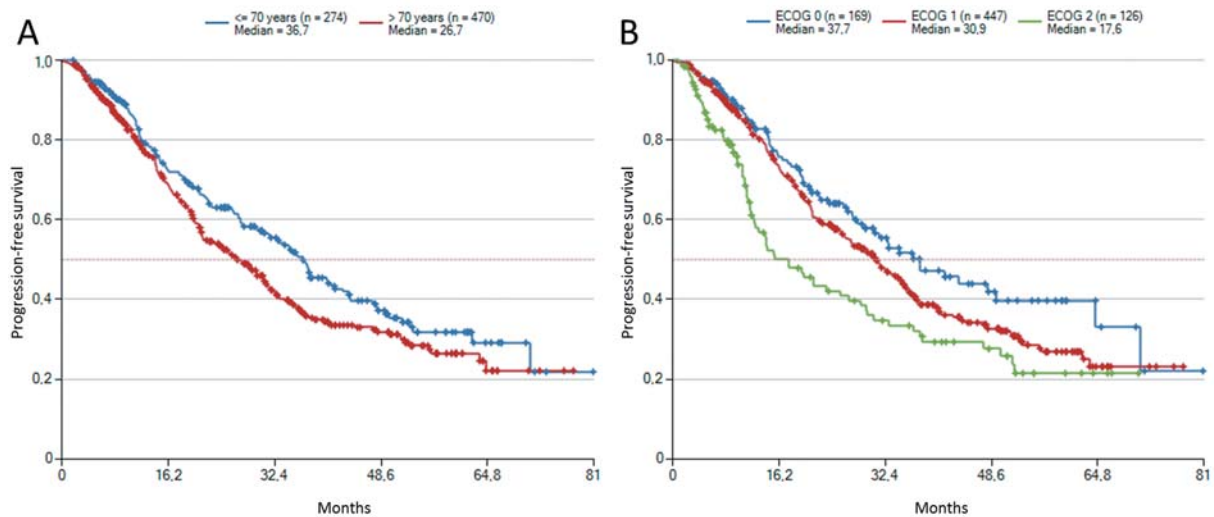 A
<= 70 years (n = 274)
Median = 36,7
> 70 years (n = 470)
Median = 26,7
Progression-free survival
1,0
0,8
0,6
0,4
0,2
0
0
16,2
32,4
48,6
64,8
81
Months
B
ECOG 0 (n = 169)
Median = 37,7
ECOG 1 (n = 447)
Median = 30,9
ECOG 2 (n = 126)
Median = 17,6
Progression-free survival
1,0
0,8
0,6
0,4
0,2
0
0
16,2
32,4
48,6
64,8
81
Months